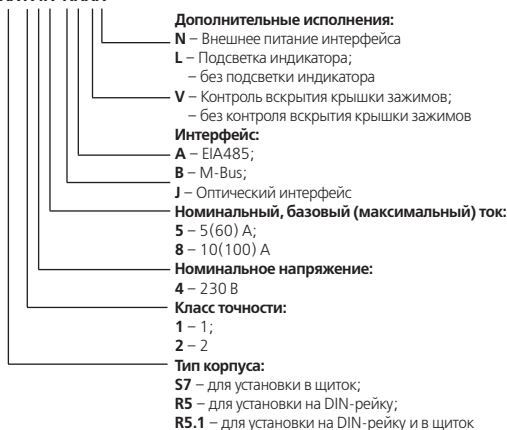 Дополнительные исполнения:
N – Внешнее питание интерфейса
L – Подсветка индикатора;
– без подсветки индикатора
V – Контроль вскрытия крышки зажимов;
– без контроля вскрытия крышки зажимов
Интерфейс:
A – EIA485;
B – M-Bus;
J – Оптический интерфейс
Номинальный, базовый (максимальный) ток:
5 – 5(60) А;
8 – 10(100) А
Номинальное напряжение:
4 – 230 В
Класс точности:
1 – 1;
2 – 2
Тип корпуса:
S7 – для установки в щиток;
R5 – для установки на DIN-рейку;
R5.1 – для установки на DIN-рейку и в щиток